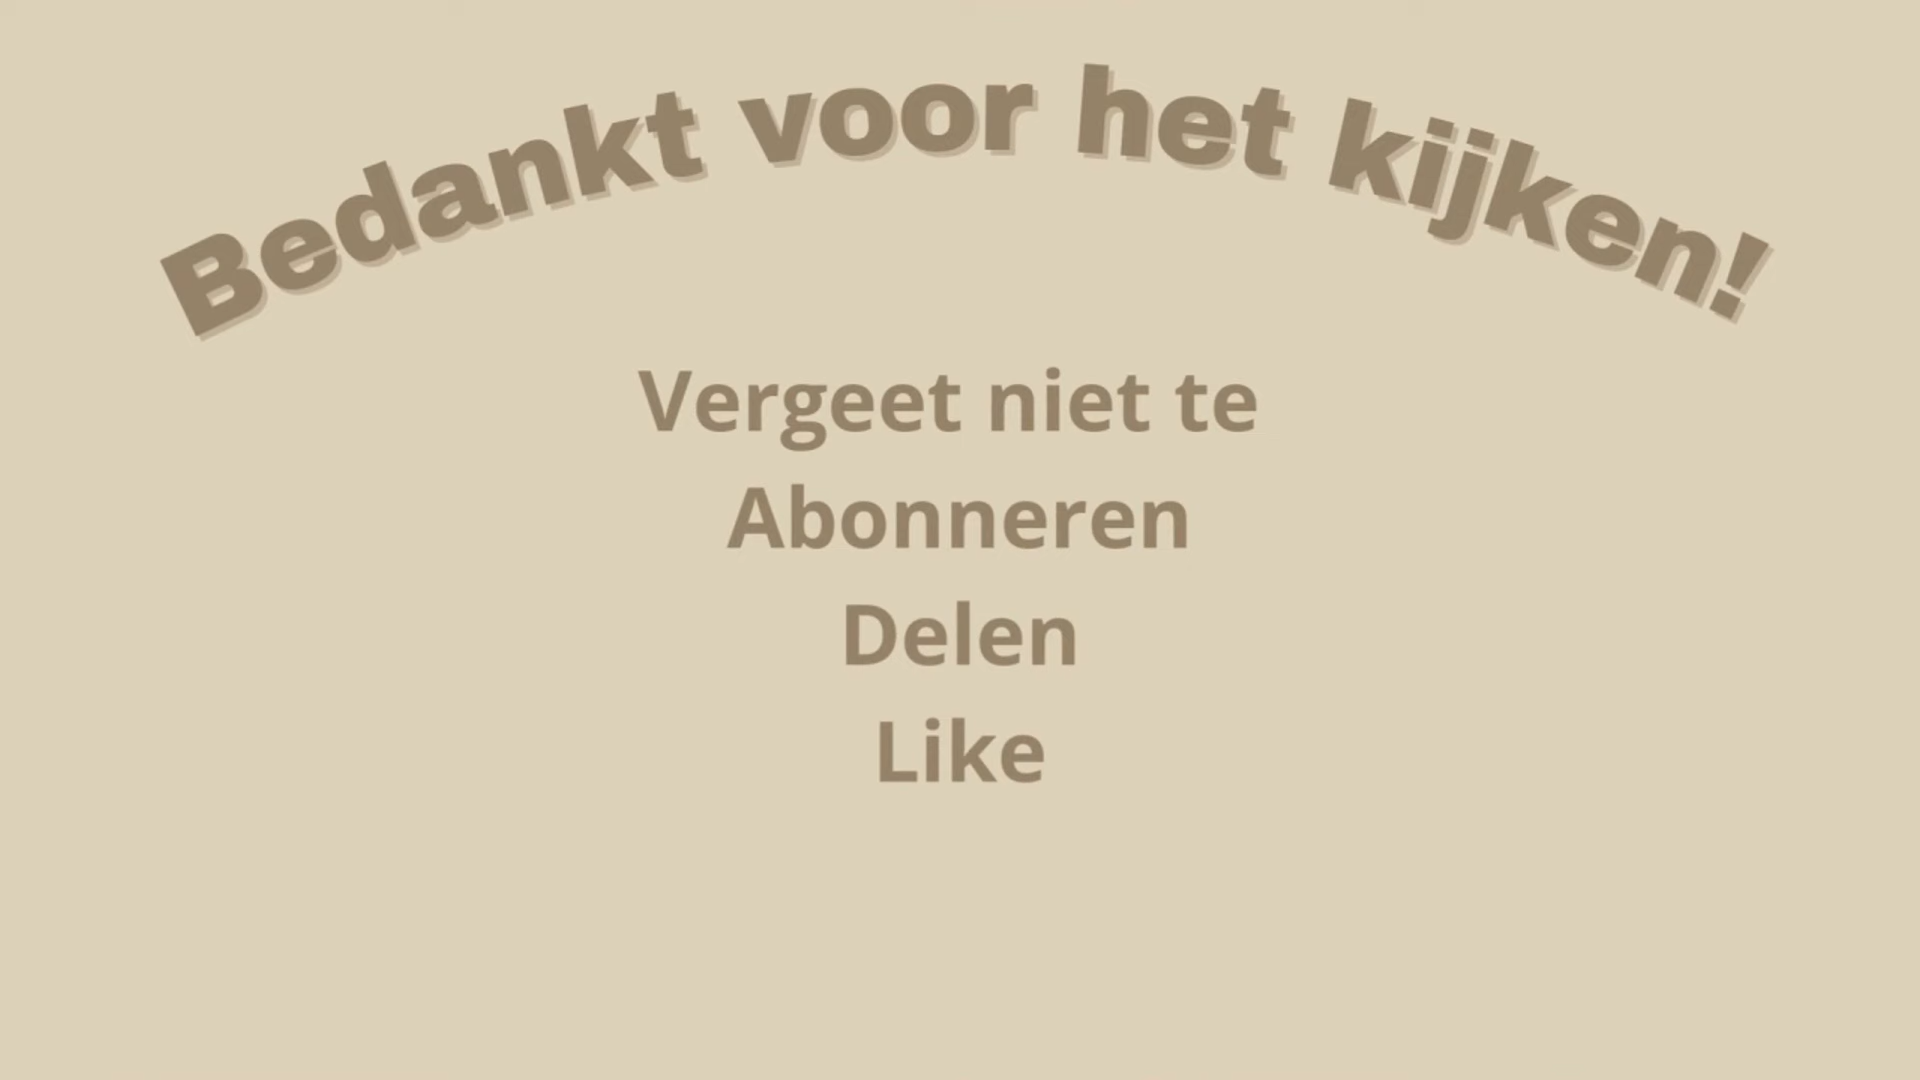 Bedankt voor het kijken!
Vergeet niet te
Abonneren
Delen
Like